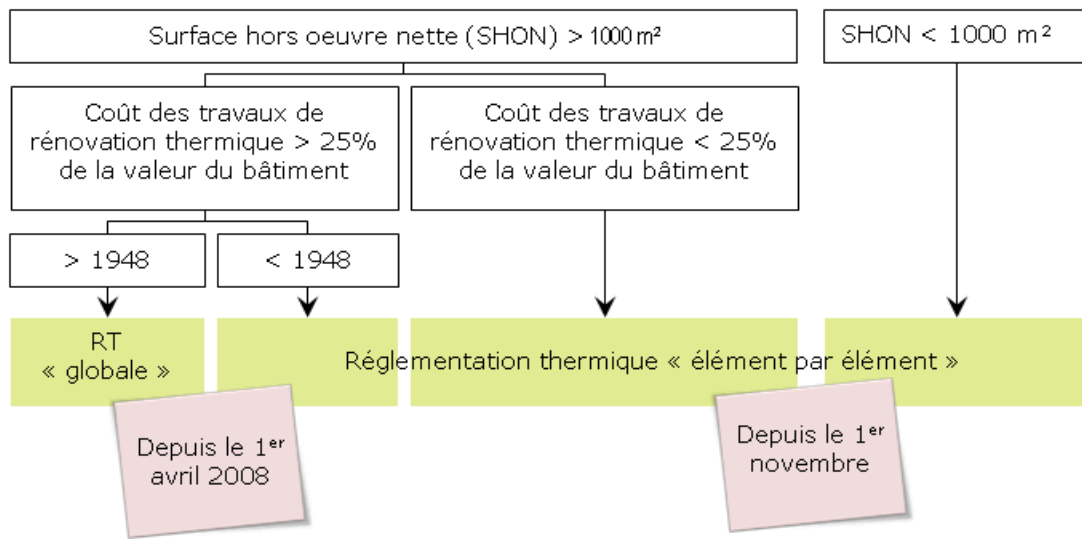 Surface hors oeuvre nette (SHON) > 1000 m²
SHON < 1000 m²
Coût des travaux de
rénovation thermique > 25%
de la valeur du bâtiment
Coût des travaux de
rénovation thermique < 25%
de la valeur du bâtiment
> 1948
< 1948
RT
« globale »
Réglementation thermique « élément par élément »
Depuis le 1er
avril 2008
Depuis le 1er
novembre